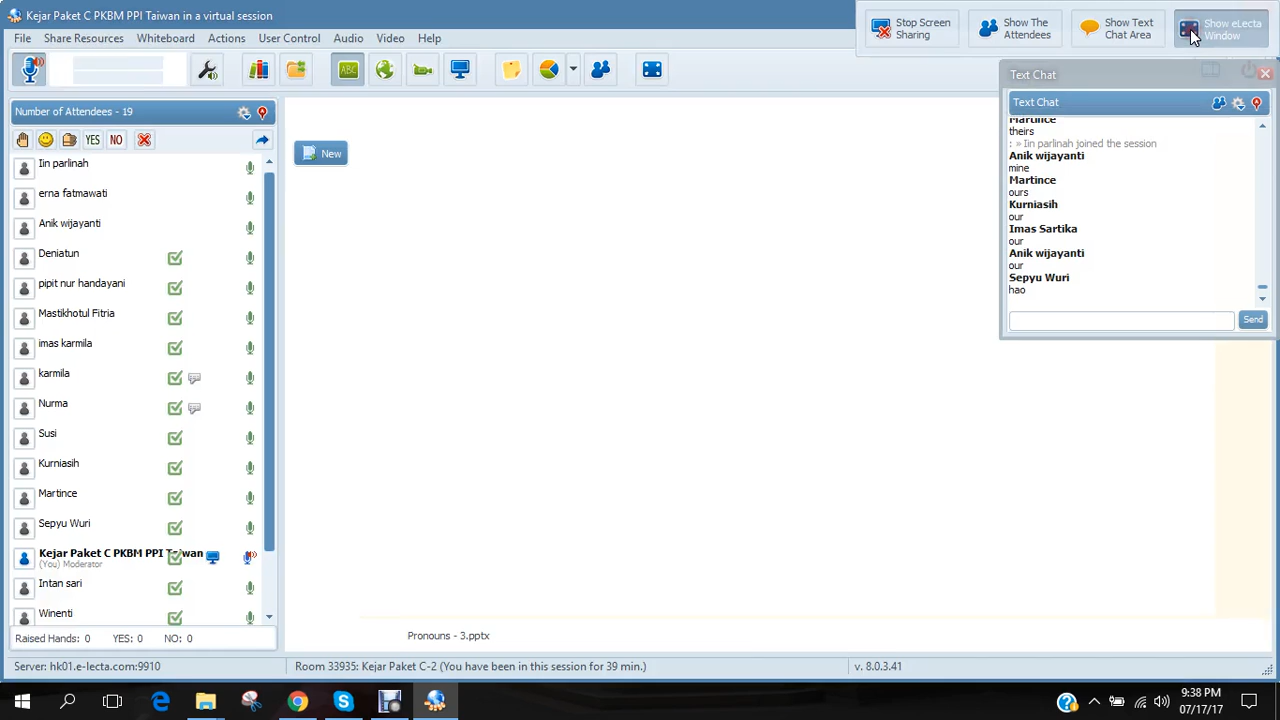 Kejar Paket C PKBM PPI Taiwan in a virtual session
File Share Resources Whiteboard Actions User Control Audio Video Help
Stop Screen Sharing
Show The Attendees
Show Text Chat Area
Show eLecta Window
ABC
Number of Attendees - 19
YES NO
Iin parlinah
erna fatmawati
Anik wijayanti
Deniatun
pipit nur handayani
Mastikhotul Fitria
imas karmila
karmila
Nurma
Susi
Kurniasih
Martince
Sepyu Wuri
Kejar Paket C PKBM PPI Taiwan
(You) Moderator
Intan sari
Winenti
Raised Hands: 0 YES: 0 NO: 0
New
Pronouns - 3.pptx
Text Chat
Text Chat
Martince
theirs
: » Iin parlinah joined the session
Anik wijayanti
mine
Martince
ours
Kurniasih
our
Imas Sartika
our
Anik wijayanti
our
Sepyu Wuri
hao
Send
Server: hk01.e-lecta.com:9910
Room 33935: Kejar Paket C-2 (You have been in this session for 39 min.)
v. 8.0.3.41
9:38 PM
07/17/17